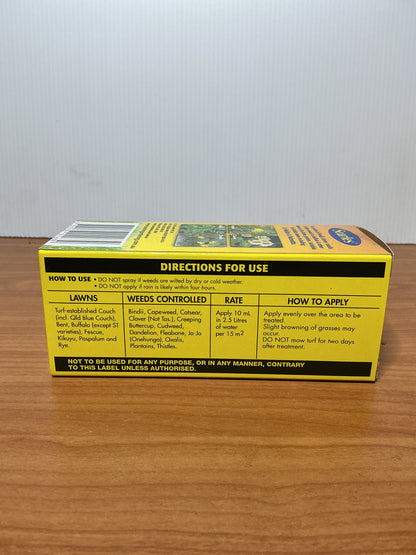 DIRECTIONS FOR USE
HOW TO USE • DO NOT spray if weeds are wilted by dry or cold weather.
• DO NOT apply if rain is likely within four hours.
LAWNS
Turf-established Couch
(incl. Qld blue Couch),
Bent, Buffalo (except ST
varieties), Fescue,
Kikuyu, Paspalum and
Rye.
WEEDS CONTROLLED
Bindii, Capeweed, Catsear,
Clover (Not Tas.), Creeping
Buttercup, Cudweed,
Dandelion, Fleabane, Jo-Jo
(Onehunga), Oxalis,
Plantains, Thistles.
RATE
Apply 10 mL
in 2.5 Litres
of water
per 15 m2
HOW TO APPLY
Apply evenly over the area to be
treated.
Slight browning of grasses may
occur.
DO NOT mow turf for two days
after treatment.
NOT TO BE USED FOR ANY PURPOSE, OR IN ANY MANNER, CONTRARY
TO THIS LABEL UNLESS AUTHORISED.